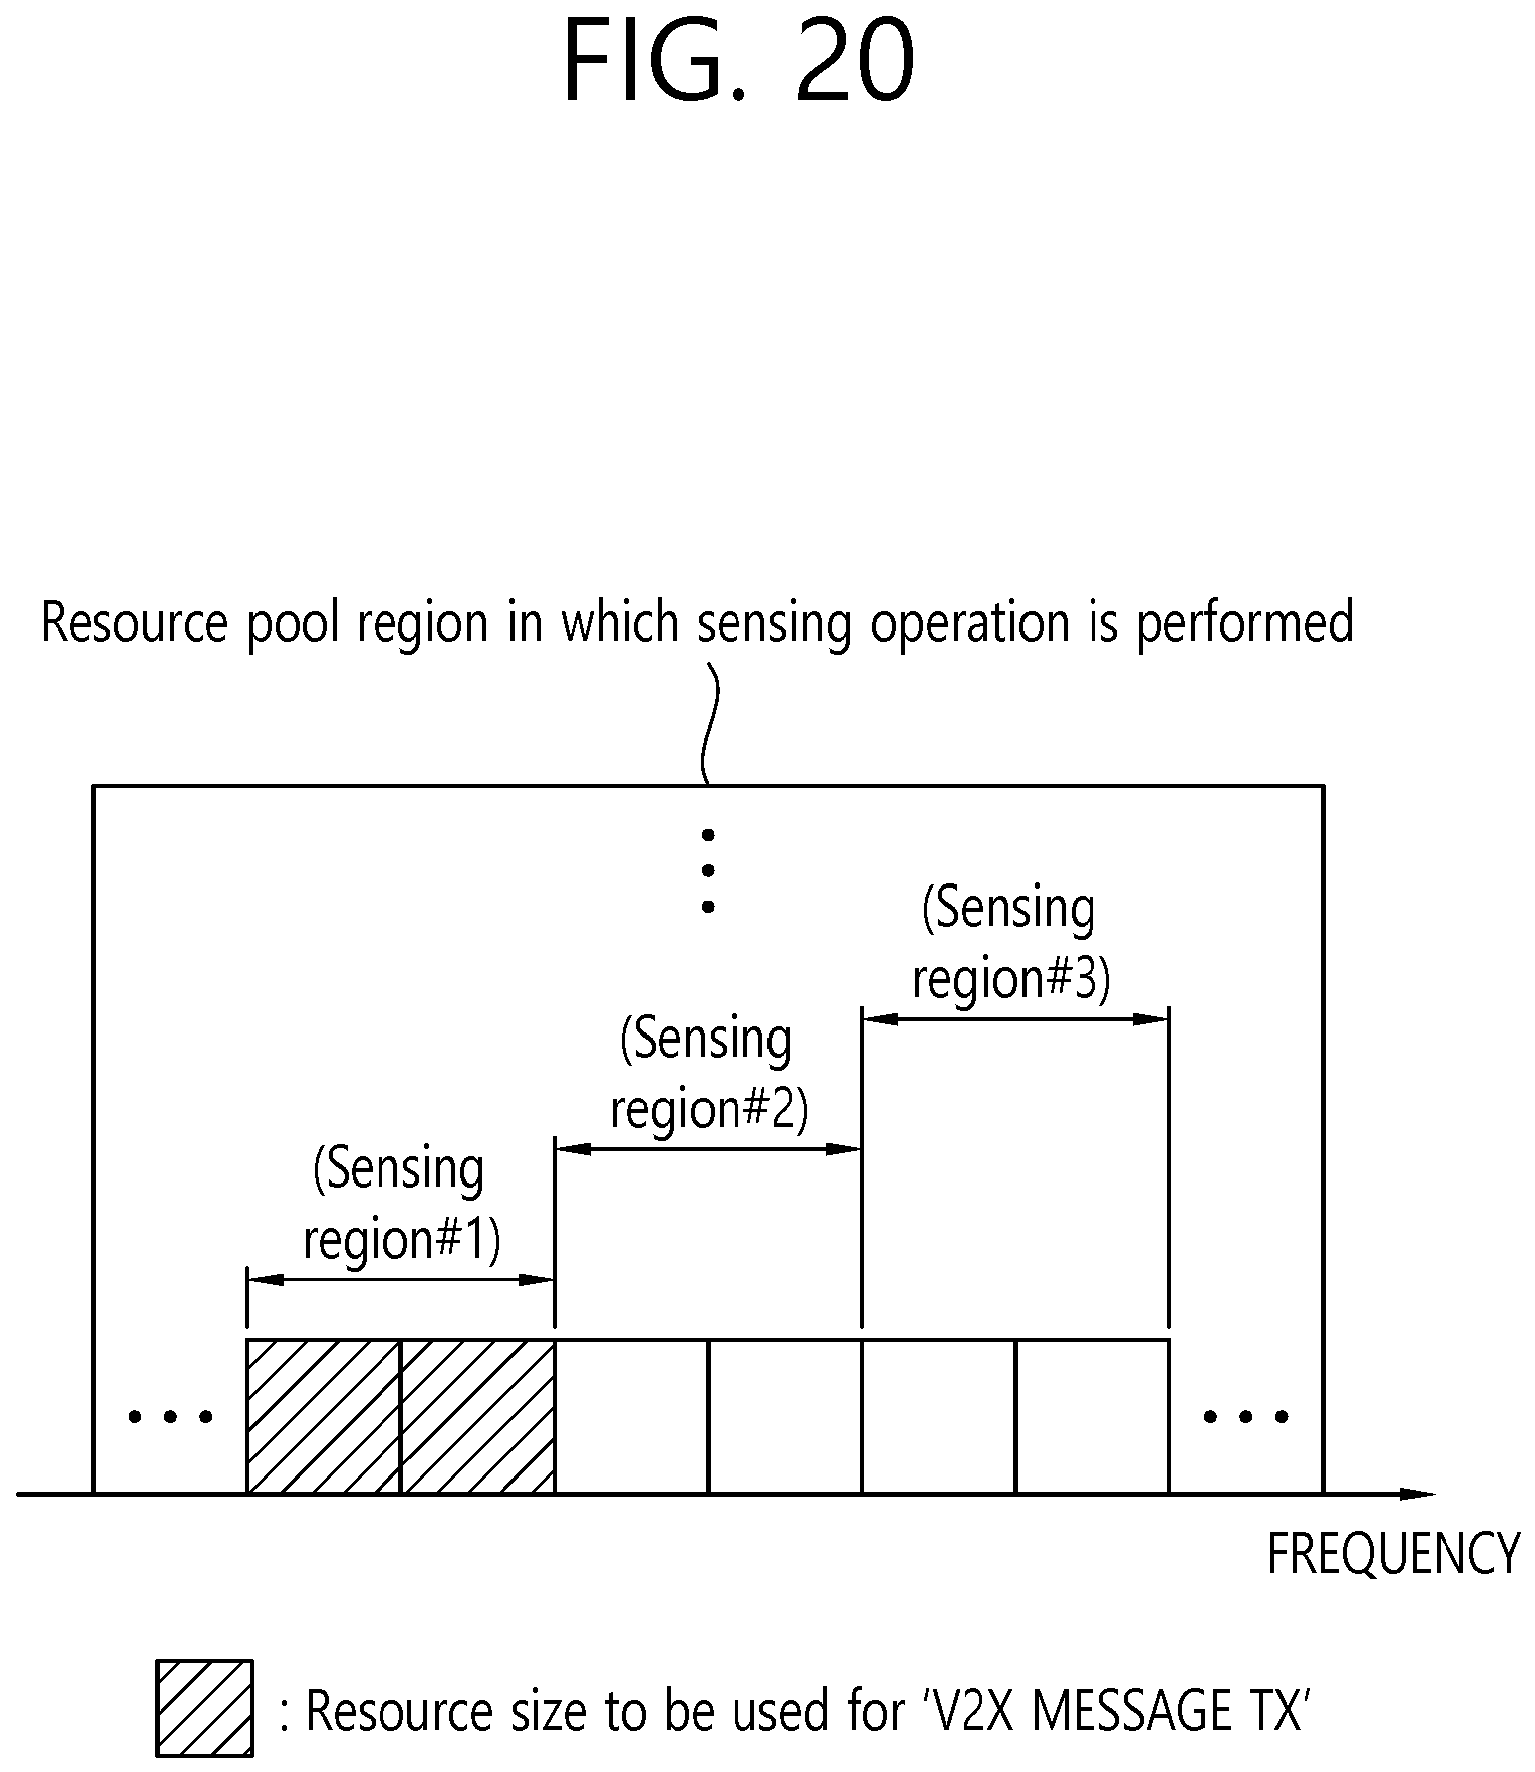 FIG. 20
Resource pool region in which sensing operation is performed
(Sensing
region#3)
(Sensing
region#2)
(Sensing
region#1)
FREQUENCY
: Resource size to be used for 'V2X MESSAGE TX'